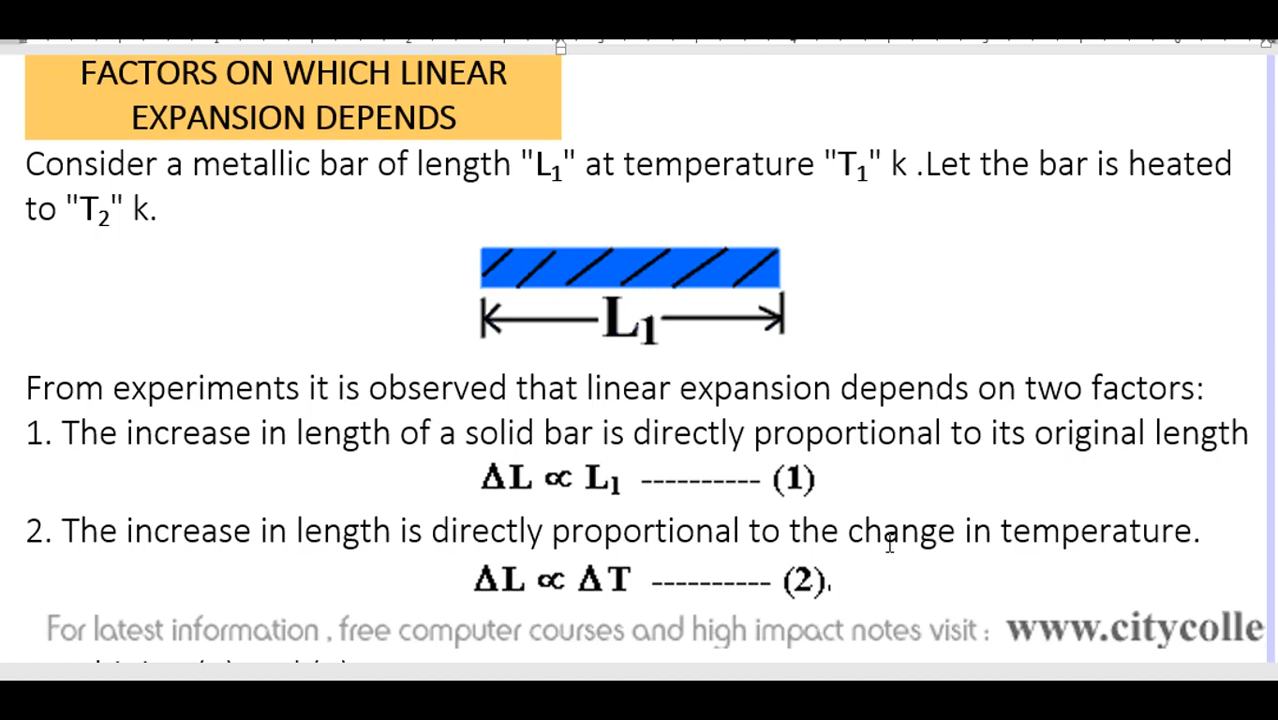 FACTORS ON WHICH LINEAR
EXPANSION DEPENDS
Consider a metallic bar of length "L₁" at temperature "T₁" k .Let the bar is heated
to "T₂" k.
L₁
From experiments it is observed that linear expansion depends on two factors:
1. The increase in length of a solid bar is directly proportional to its original length
ΔL ∝ L₁ ---------- (1)
2. The increase in length is directly proportional to the change in temperature.
ΔL ∝ ΔT ---------- (2).
For latest information , free computer courses and high impact notes visit : www.citycolle